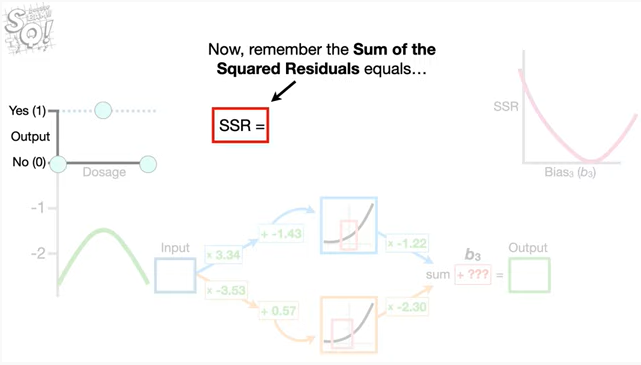 SQ!
Now, remember the Sum of the
Squared Residuals equals…
SSR =
Yes (1)
Output
No (0)
Dosage
-1
-2
SSR
Bias₃ (b₃)
Input
x 3.34
+ -1.43
x -1.22
x -3.53
+ 0.57
x -2.30
b₃
sum + ??? =
Output